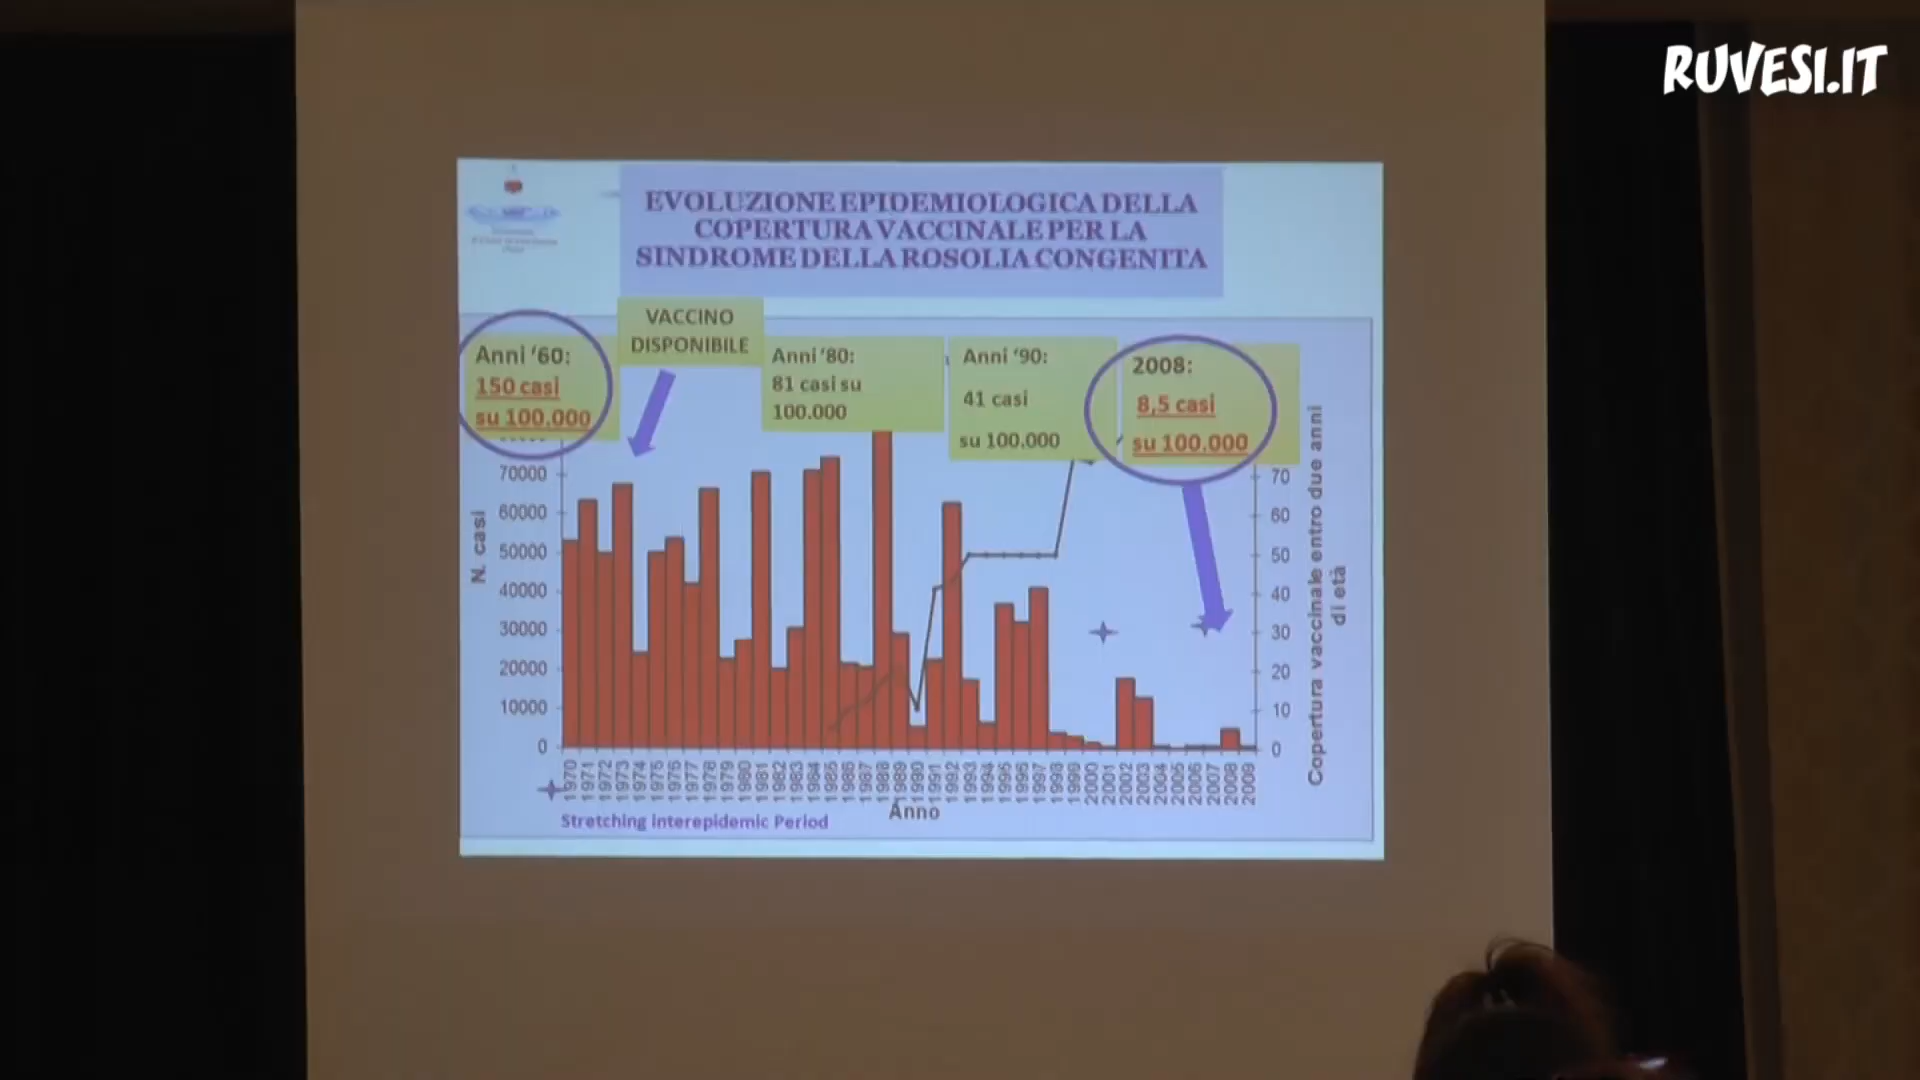 RUVESI.IT
EVOLUZIONE EPIDEMIOLOGICA DELLA
COPERTURA VACCINALE PER LA
SINDROME DELLA ROSOLIA CONGENITA
VACCINO
DISPONIBILE
Anni '60:
150 casi
su 100.000
Anni '80:
81 casi su
100.000
Anni '90:
41 casi
su 100.000
2008:
8,5 casi
su 100.000
N. casi
70000
60000
50000
40000
30000
20000
10000
0
70
60
50
40
30
20
10
0
Copertura vaccinale entro due anni
di età
1970
1971
1972
1973
1974
1975
1976
1977
1978
1979
1980
1981
1982
1983
1984
1985
1986
1987
1988
1989
1990
1991
1992
1993
1994
1995
1996
1997
1998
1999
2000
2001
2002
2003
2004
2005
2006
2007
2008
2009
Anno
Stretching Interepidemic Period